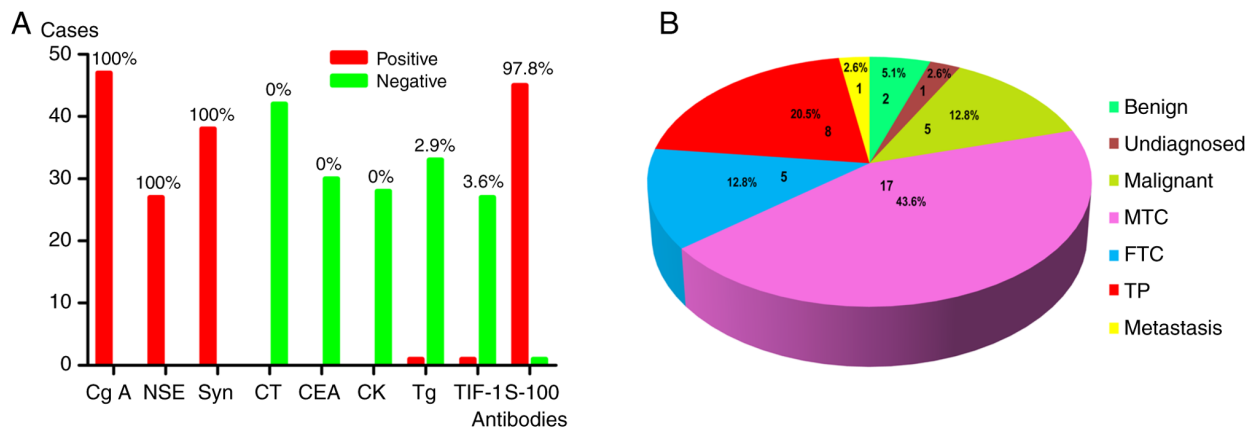 A
Cases
50
40
30
20
10
0
100%
100%
100%
0%
0%
0%
2.9%
3.6%
97.8%
Positive
Negative
Cg A NSE Syn CT CEA CK Tg TIF-1 S-100
Antibodies
B
2.6%
1
5.1%
2
2.6%
1
12.8%
5
20.5%
8
12.8%
5
17
43.6%
Benign
Undiagnosed
Malignant
MTC
FTC
TP
Metastasis